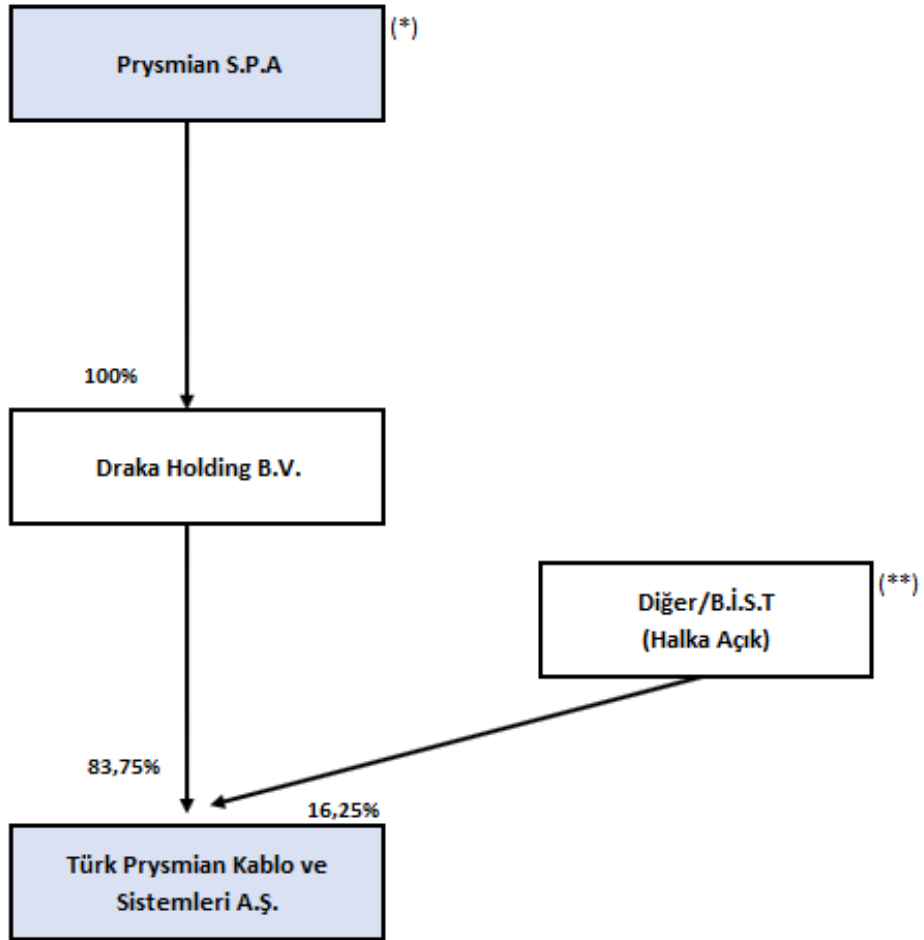 Prysmian S.P.A
(*)
100%
Draka Holding B.V.
Diğer/B.İ.S.T
(Halka Açık)
(**)
83,75%
16,25%
Türk Prysmian Kablo ve
Sistemleri A.Ş.